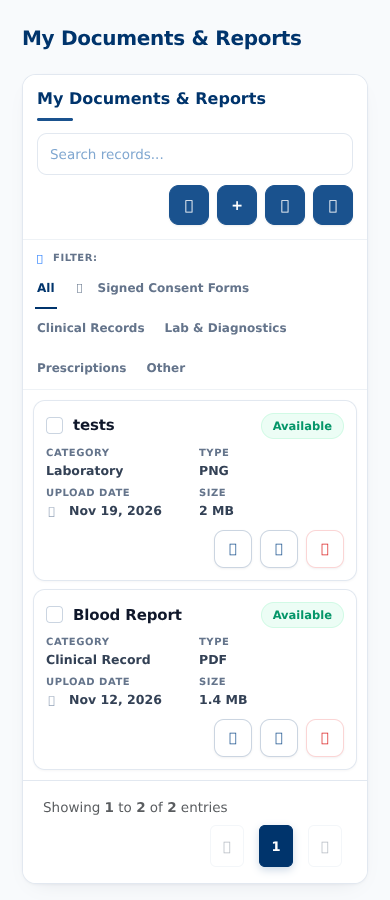 My Documents & Reports
My Documents & Reports
Search records...
+
FILTER:
All Signed Consent Forms
Clinical Records Lab & Diagnostics
Prescriptions Other
tests Available
CATEGORY TYPE
Laboratory PNG
UPLOAD DATE SIZE
Nov 19, 2026 2 MB
Blood Report Available
CATEGORY TYPE
Clinical Record PDF
UPLOAD DATE SIZE
Nov 12, 2026 1.4 MB
Showing 1 to 2 of 2 entries
1